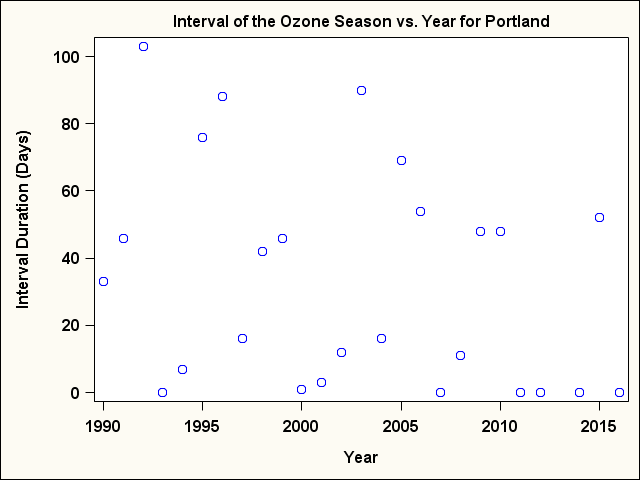 Interval of the Ozone Season vs. Year for Portland
Interval Duration (Days)
100
80
60
40
20
0
1990 1995 2000 2005 2010 2015
Year